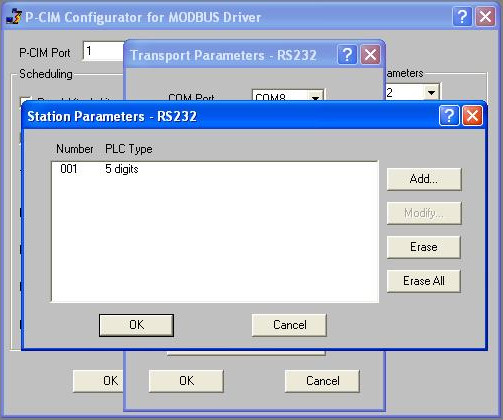 P-CIM Configurator for MODBUS Driver
P-CIM Port 1
Transport Parameters - RS232
Scheduling
ameters
COM Port COM8
2
Station Parameters - RS232
Number PLC Type
001 5 digits
Add...
Modify...
Erase
Erase All
OK Cancel
OK OK Cancel